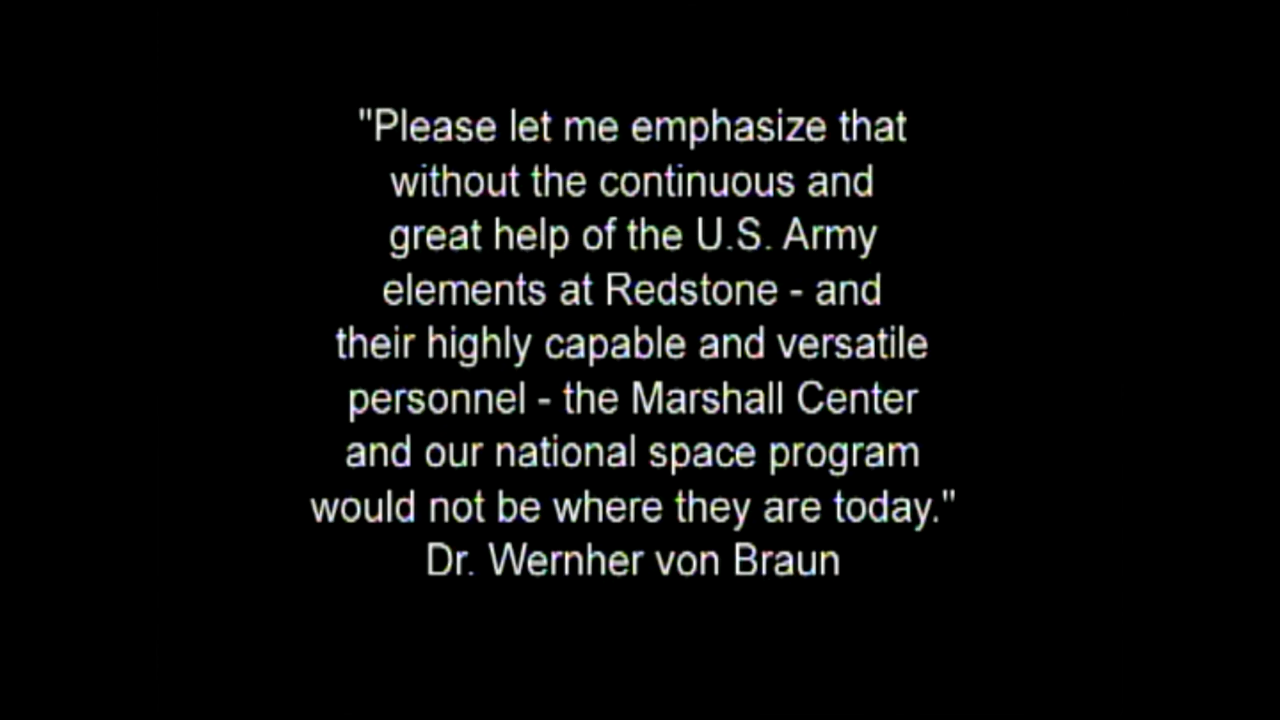 "Please let me emphasize that
without the continuous and
great help of the U.S. Army
elements at Redstone - and
their highly capable and versatile
personnel - the Marshall Center
and our national space program
would not be where they are today."
Dr. Wernher von Braun